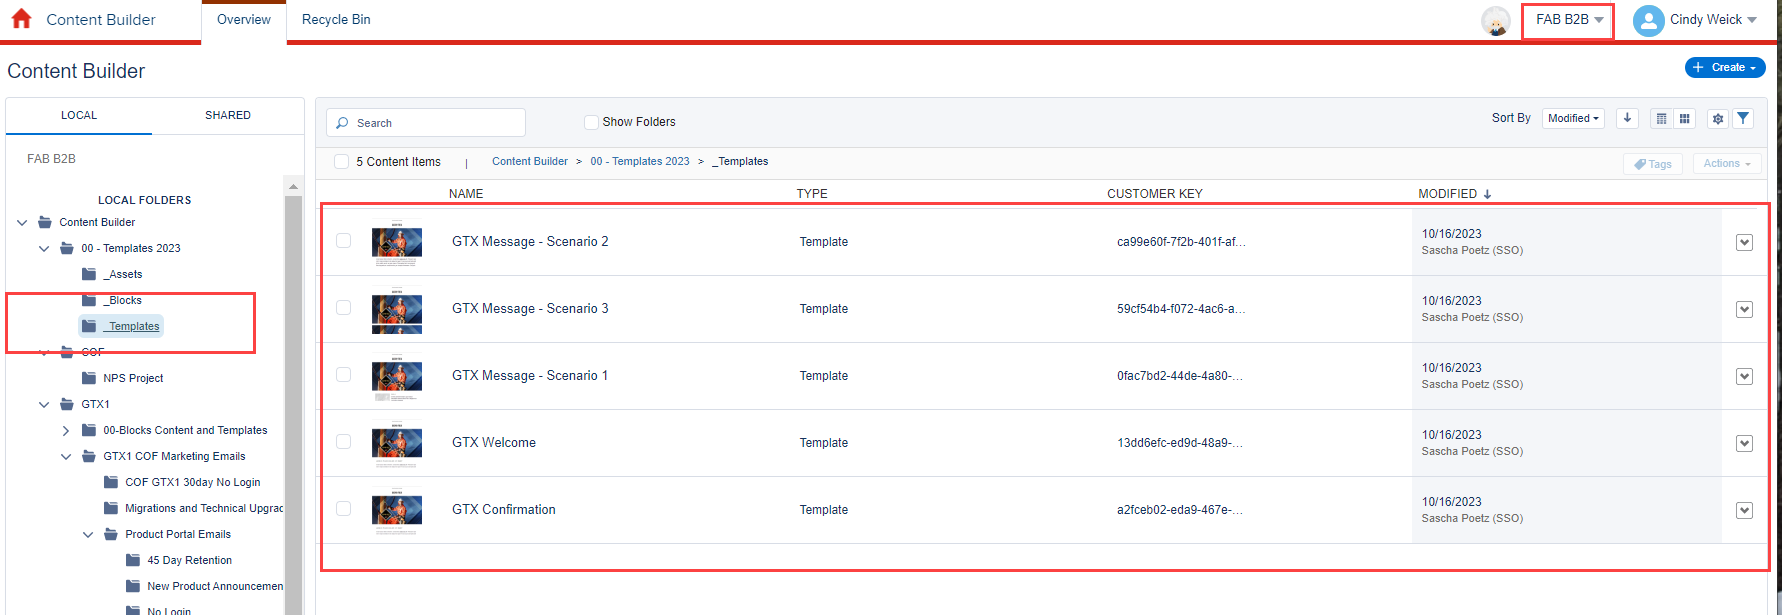 Content Builder
Overview
Recycle Bin
FAB B2B
Cindy Weick
Content Builder
+ Create
LOCAL
SHARED
FAB B2B
LOCAL FOLDERS
Content Builder
00 - Templates 2023
_Assets
_Blocks
_Templates
COF
NPS Project
GTX1
00-Blocks Content and Templates
GTX1 COF Marketing Emails
COF GTX1 30day No Login
Migrations and Technical Upgrac
Product Portal Emails
45 Day Retention
New Product Announcemen
No Login
Search
Show Folders
Sort By
Modified
5 Content Items | Content Builder > 00 - Templates 2023 > _Templates
Tags
Actions
NAME TYPE CUSTOMER KEY MODIFIED
GTX Message - Scenario 2 Template ca99e60f-7f2b-401f-af... 10/16/2023
Sascha Poetz (SSO)
GTX Message - Scenario 3 Template 59cf54b4-f072-4ac6-a... 10/16/2023
Sascha Poetz (SSO)
GTX Message - Scenario 1 Template 0fac7bd2-44de-4a80-... 10/16/2023
Sascha Poetz (SSO)
GTX Welcome Template 13dd6efc-ed9d-48a9-... 10/16/2023
Sascha Poetz (SSO)
GTX Confirmation Template a2fceb02-eda9-467e-... 10/16/2023
Sascha Poetz (SSO)